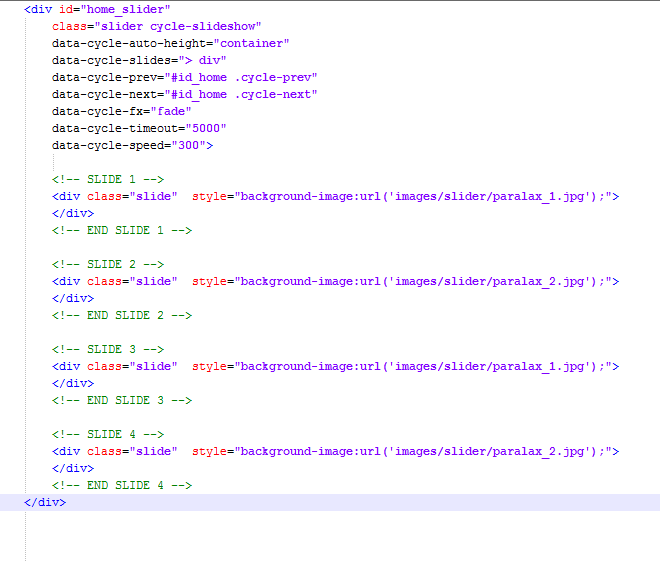 <div id="home_slider"
class="slider cycle-slideshow"
data-cycle-auto-height="container"
data-cycle-slides="> div"
data-cycle-prev="#id_home .cycle-prev"
data-cycle-next="#id_home .cycle-next"
data-cycle-fx="fade"
data-cycle-timeout="5000"
data-cycle-speed="300">
<!-- SLIDE 1 -->
<div class="slide"  style="background-image:url('images/slider/paralax_1.jpg');">
</div>
<!-- END SLIDE 1 -->
<!-- SLIDE 2 -->
<div class="slide"  style="background-image:url('images/slider/paralax_2.jpg');">
</div>
<!-- END SLIDE 2 -->
<!-- SLIDE 3 -->
<div class="slide"  style="background-image:url('images/slider/paralax_1.jpg');">
</div>
<!-- END SLIDE 3 -->
<!-- SLIDE 4 -->
<div class="slide"  style="background-image:url('images/slider/paralax_2.jpg');">
</div>
<!-- END SLIDE 4 -->
</div>